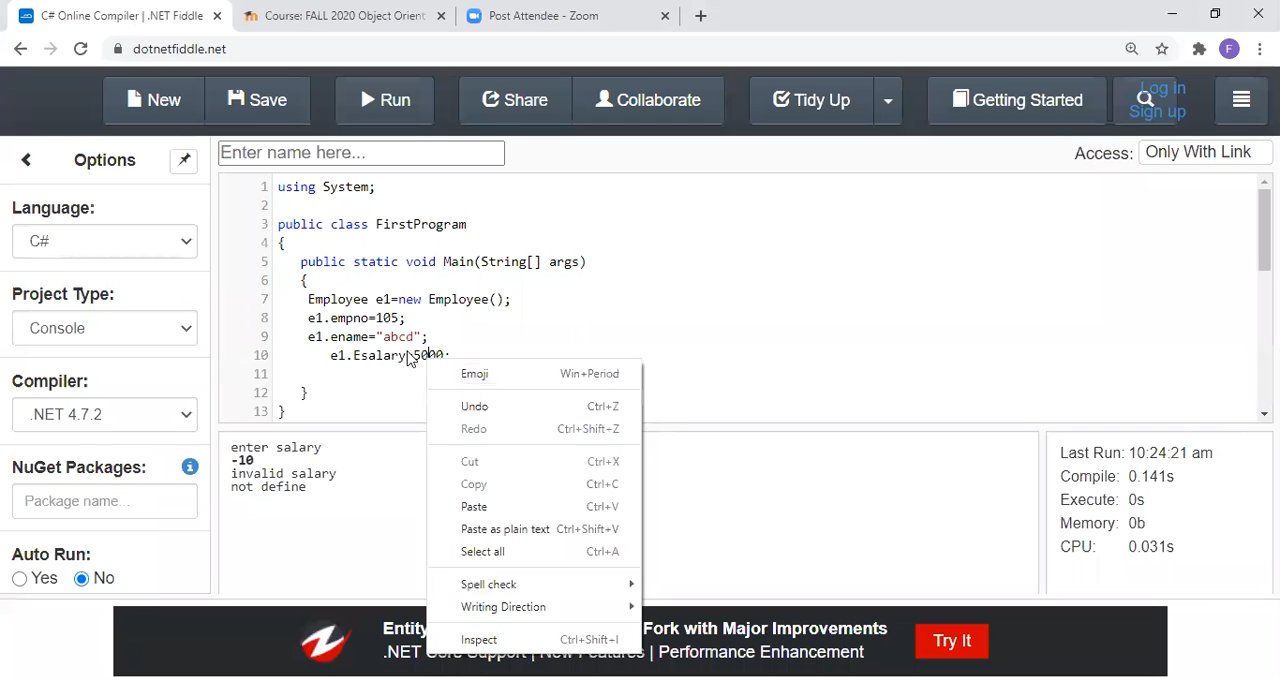 C# Online Compiler | .NET Fiddle
Course: FALL 2020 Object Orient
Post Attendee - Zoom
dotnetfiddle.net
F
New
Save
Run
Share
Collaborate
Tidy Up
Getting Started
Log in
Sign up
Options
Enter name here...
Access: Only With Link
Language:
C#
Project Type:
Console
Compiler:
.NET 4.7.2
NuGet Packages:
Package name...
Auto Run:
Yes No
1 using System;
2
3 public class FirstProgram
4 {
5 public static void Main(String[] args)
6 {
7 Employee e1=new Employee();
8 e1.empno=105;
9 e1.ename="abcd";
10 e1.Esalary 5000;
11
12 }
13 }
Emoji Win+Period
Undo Ctrl+Z
Redo Ctrl+Shift+Z
Cut Ctrl+X
Copy Ctrl+C
Paste Ctrl+V
Paste as plain text Ctrl+Shift+V
Select all Ctrl+A
Spell check
Writing Direction
Inspect Ctrl+Shift+I
enter salary
-10
invalid salary
not define
Last Run: 10:24:21 am
Compile: 0.141s
Execute: 0s
Memory: 0b
CPU: 0.031s
Entity Fork with Major Improvements
.NET Core Support | New Features | Performance Enhancement
Try It